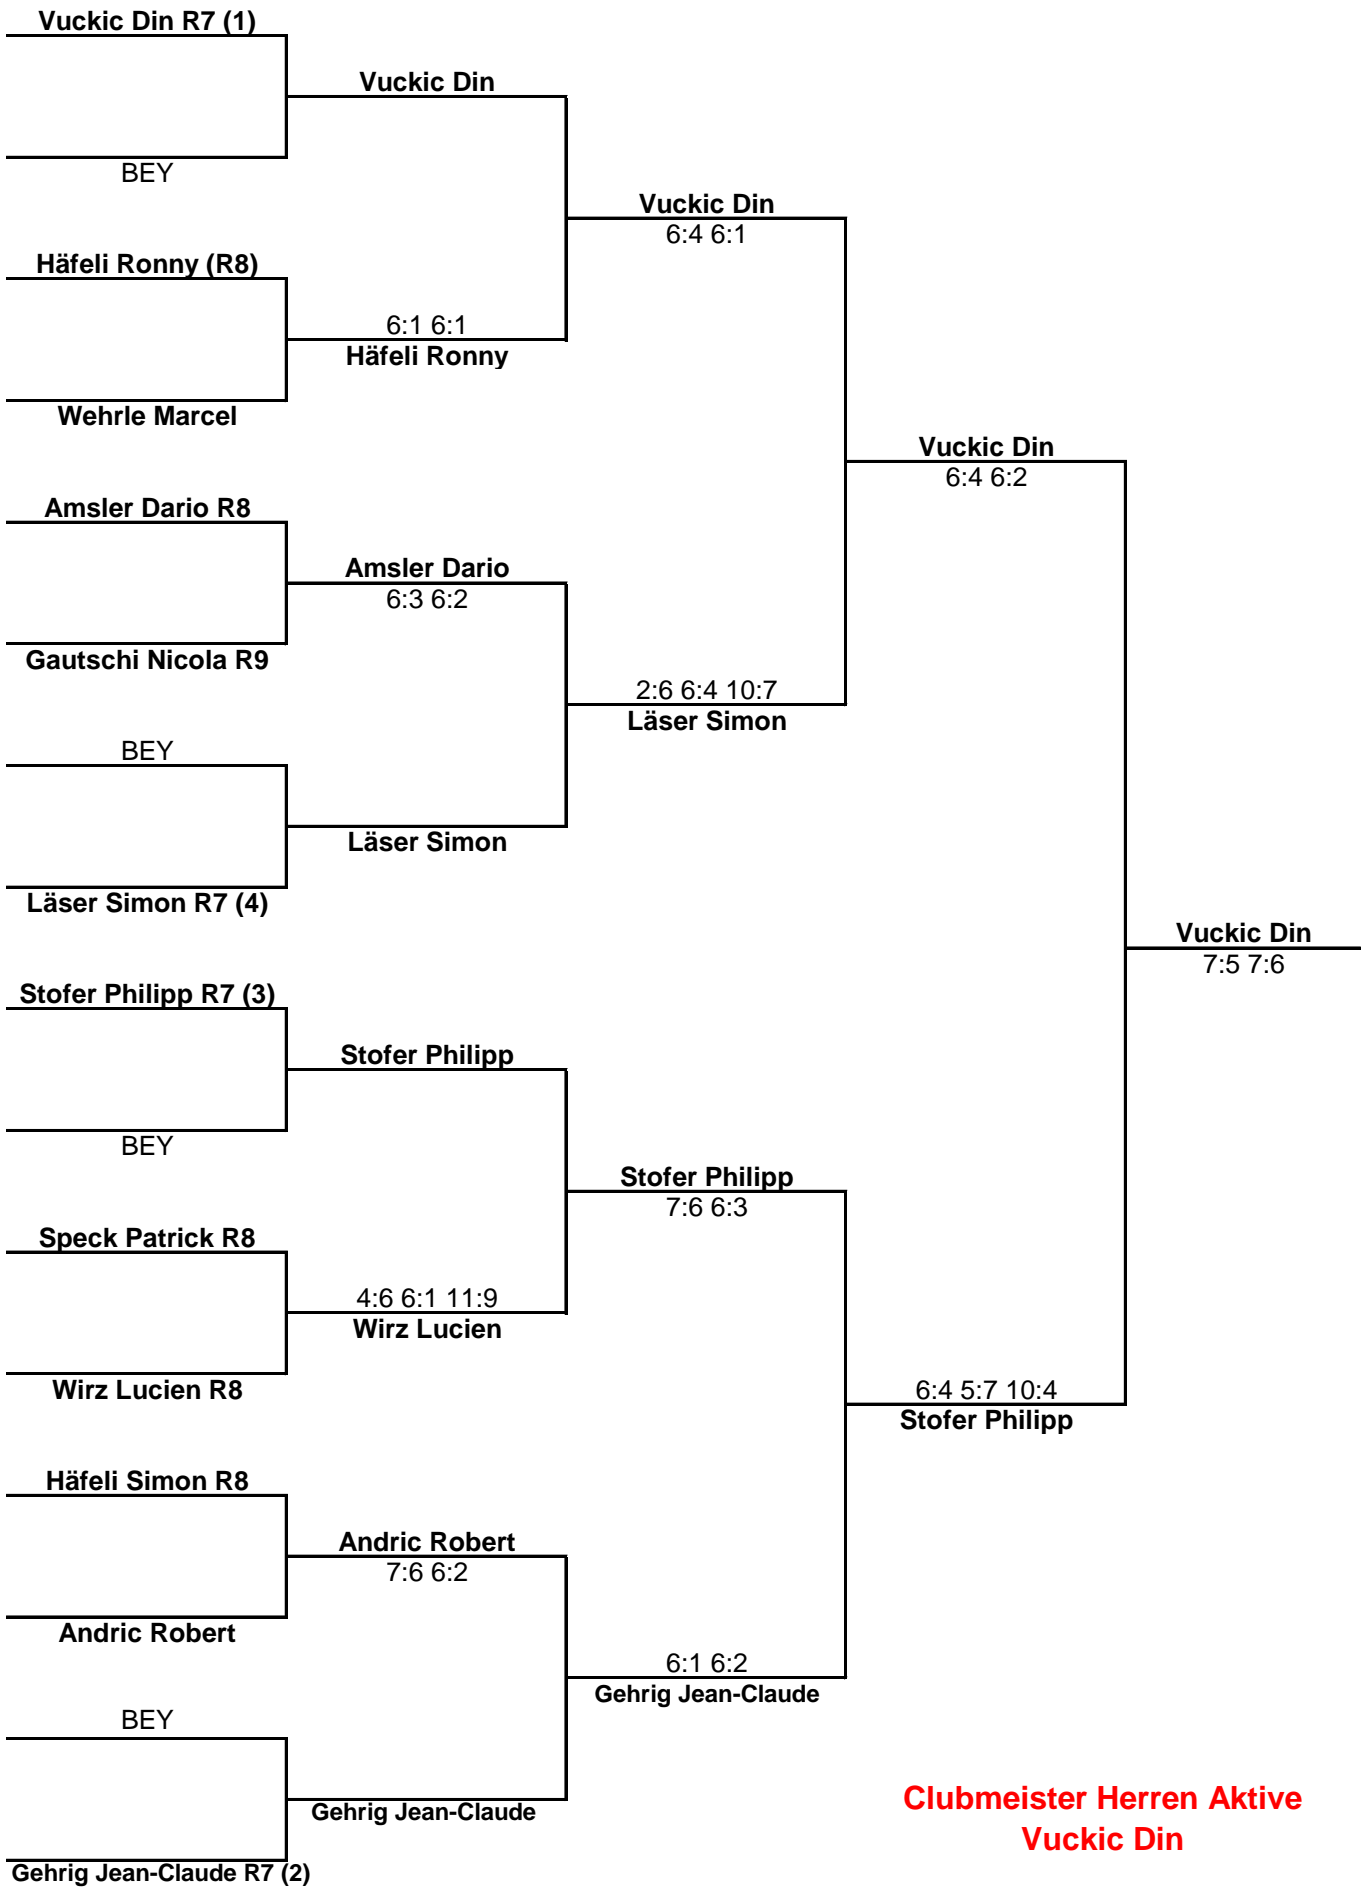 Vuckic Din R7 (1)
Vuckic Din
BEY
Vuckic Din
6:4 6:1
Häfeli Ronny (R8)
6:1 6:1
Häfeli Ronny
Wehrle Marcel
Vuckic Din
6:4 6:2
Amsler Dario R8
Amsler Dario
6:3 6:2
Gautschi Nicola R9
2:6 6:4 10:7
Läser Simon
BEY
Läser Simon
Läser Simon R7 (4)
Vuckic Din
7:5 7:6
Stofer Philipp R7 (3)
Stofer Philipp
BEY
Stofer Philipp
7:6 6:3
Speck Patrick R8
4:6 6:1 11:9
Wirz Lucien
Wirz Lucien R8
6:4 5:7 10:4
Stofer Philipp
Häfeli Simon R8
Andric Robert
7:6 6:2
Andric Robert
6:1 6:2
Gehrig Jean-Claude
BEY
Gehrig Jean-Claude
Gehrig Jean-Claude R7 (2)
Clubmeister Herren Aktive
Vuckic Din